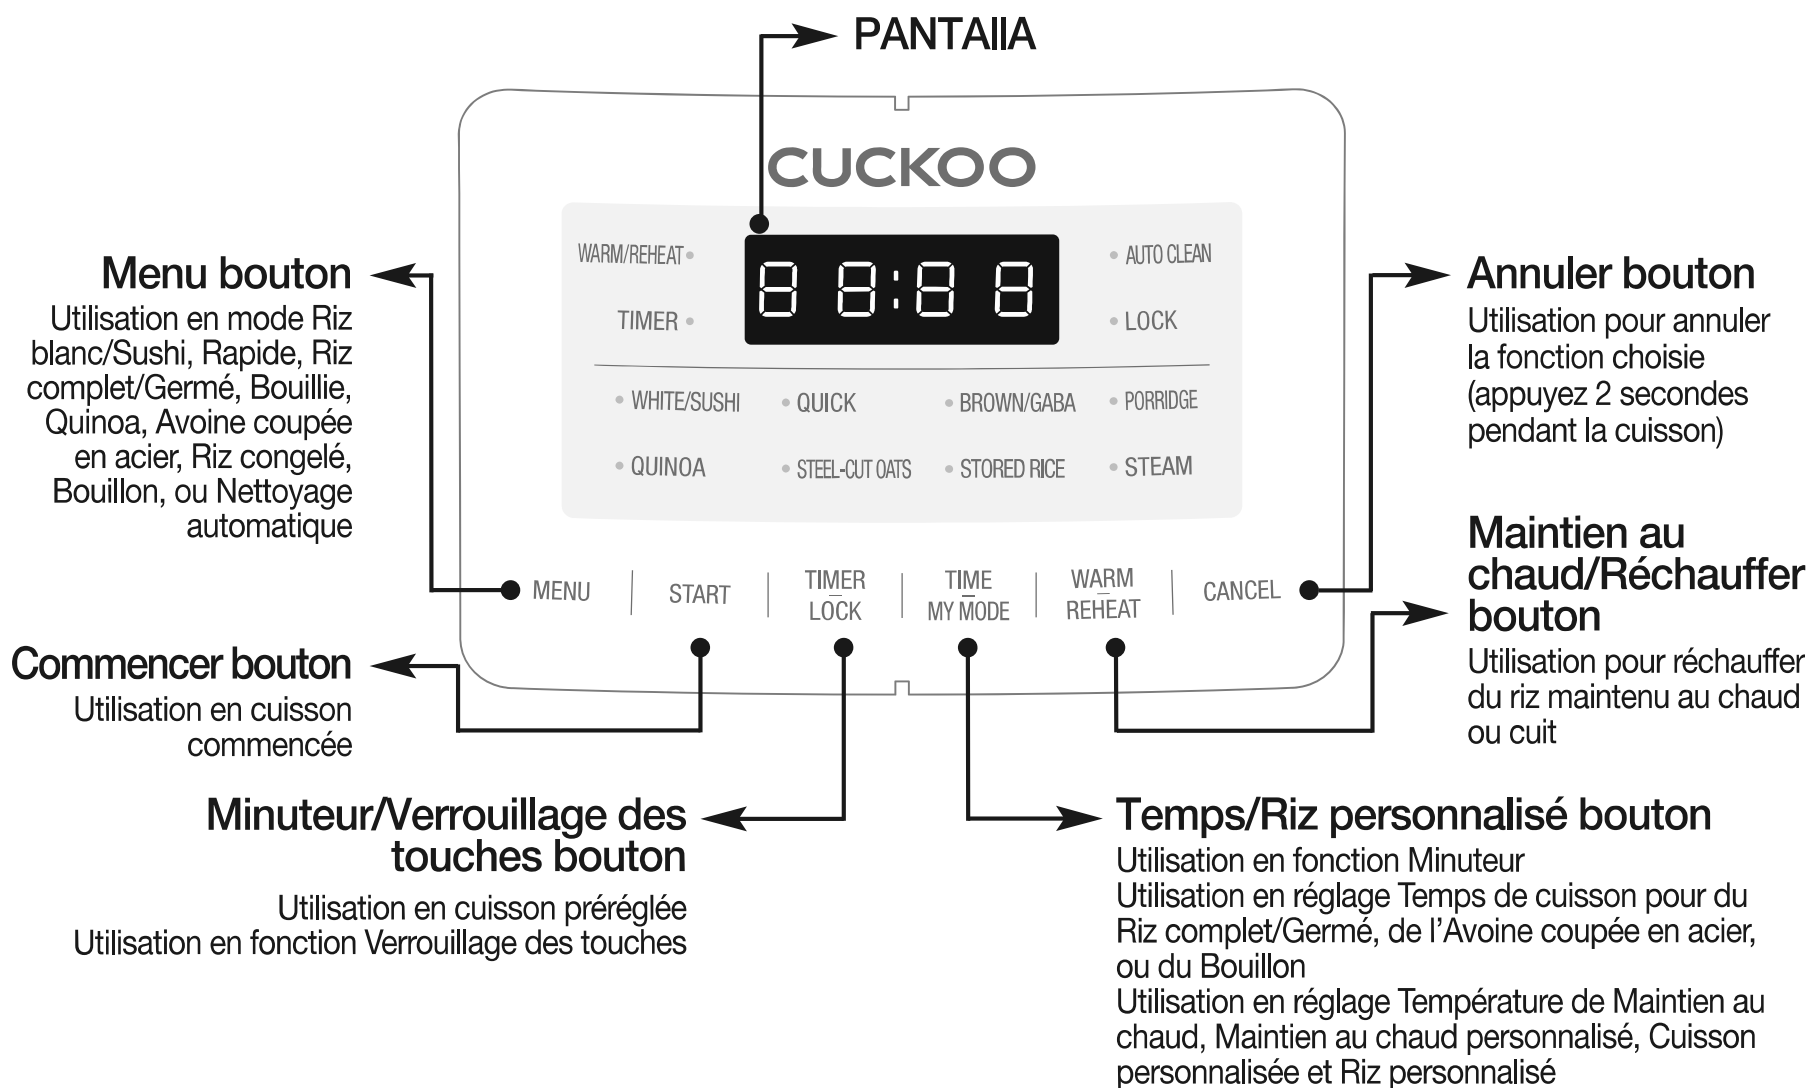 PANTAIIA
CUCKOO
WARM/REHEAT
AUTO CLEAN
88:88
TIMER
LOCK
WHITE/SUSHI
QUICK
BROWN/GABA
PORRIDGE
QUINOA
STEEL-CUT OATS
STORED RICE
STEAM
MENU
START
TIMER
LOCK
TIME
MY MODE
WARM
REHEAT
CANCEL
Menu bouton
Utilisation en mode Riz
blanc/Sushi, Rapide, Riz
complet/Germé, Bouillie,
Quinoa, Avoine coupée
en acier, Riz congelé,
Bouillon, ou Nettoyage
automatique
Commencer bouton
Utilisation en cuisson
commencée
Minuteur/Verrouillage des
touches bouton
Utilisation en cuisson préréglée
Utilisation en fonction Verrouillage des touches
Annuler bouton
Utilisation pour annuler
la fonction choisie
(appuyez 2 secondes
pendant la cuisson)
Maintien au
chaud/Réchauffer
bouton
Utilisation pour réchauffer
du riz maintenu au chaud
ou cuit
Temps/Riz personnalisé bouton
Utilisation en fonction Minuteur
Utilisation en réglage Temps de cuisson pour du
Riz complet/Germé, de l’Avoine coupée en acier,
ou du Bouillon
Utilisation en réglage Température de Maintien au
chaud, Maintien au chaud personnalisé, Cuisson
personnalisée et Riz personnalisé